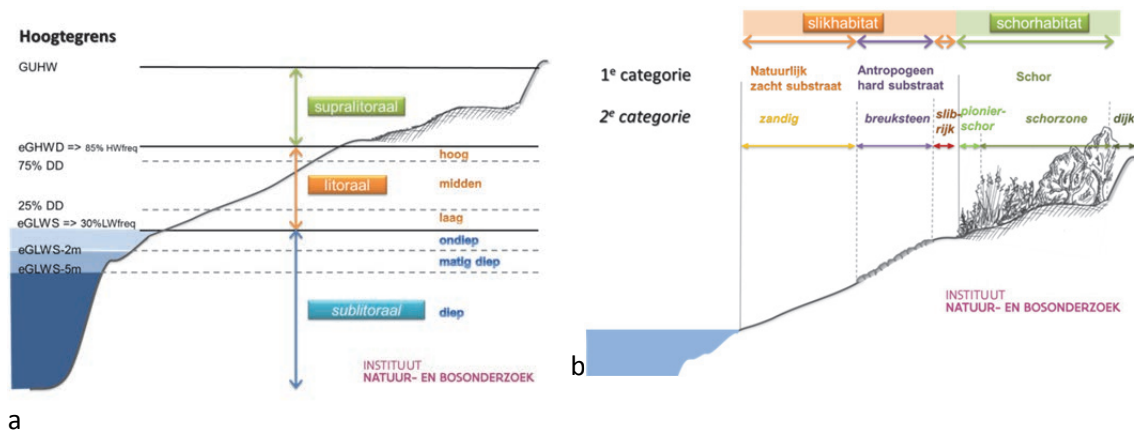 Hoogtegrens
GUHW
supralitoraal
eGHWD => 85% HWfreq
75% DD
hoog
litoraal
midden
25% DD
laag
eGLWS => 30%LWfreq
ondiep
eGLWS-2m
matig diep
eGLWS-5m
sublitoraal
diep
INSTITUUT
NATUUR- EN BOSONDERZOEK
a
slikhabitat
schorhabitat
1e categorie
Natuurlijk
zacht substraat
Antropogeen
hard substraat
Schor
2e categorie
zandig
breuksteen
slib-
rijk
pionier-
schor
schorzone
dijk
INSTITUUT
NATUUR- EN BOSONDERZOEK
b